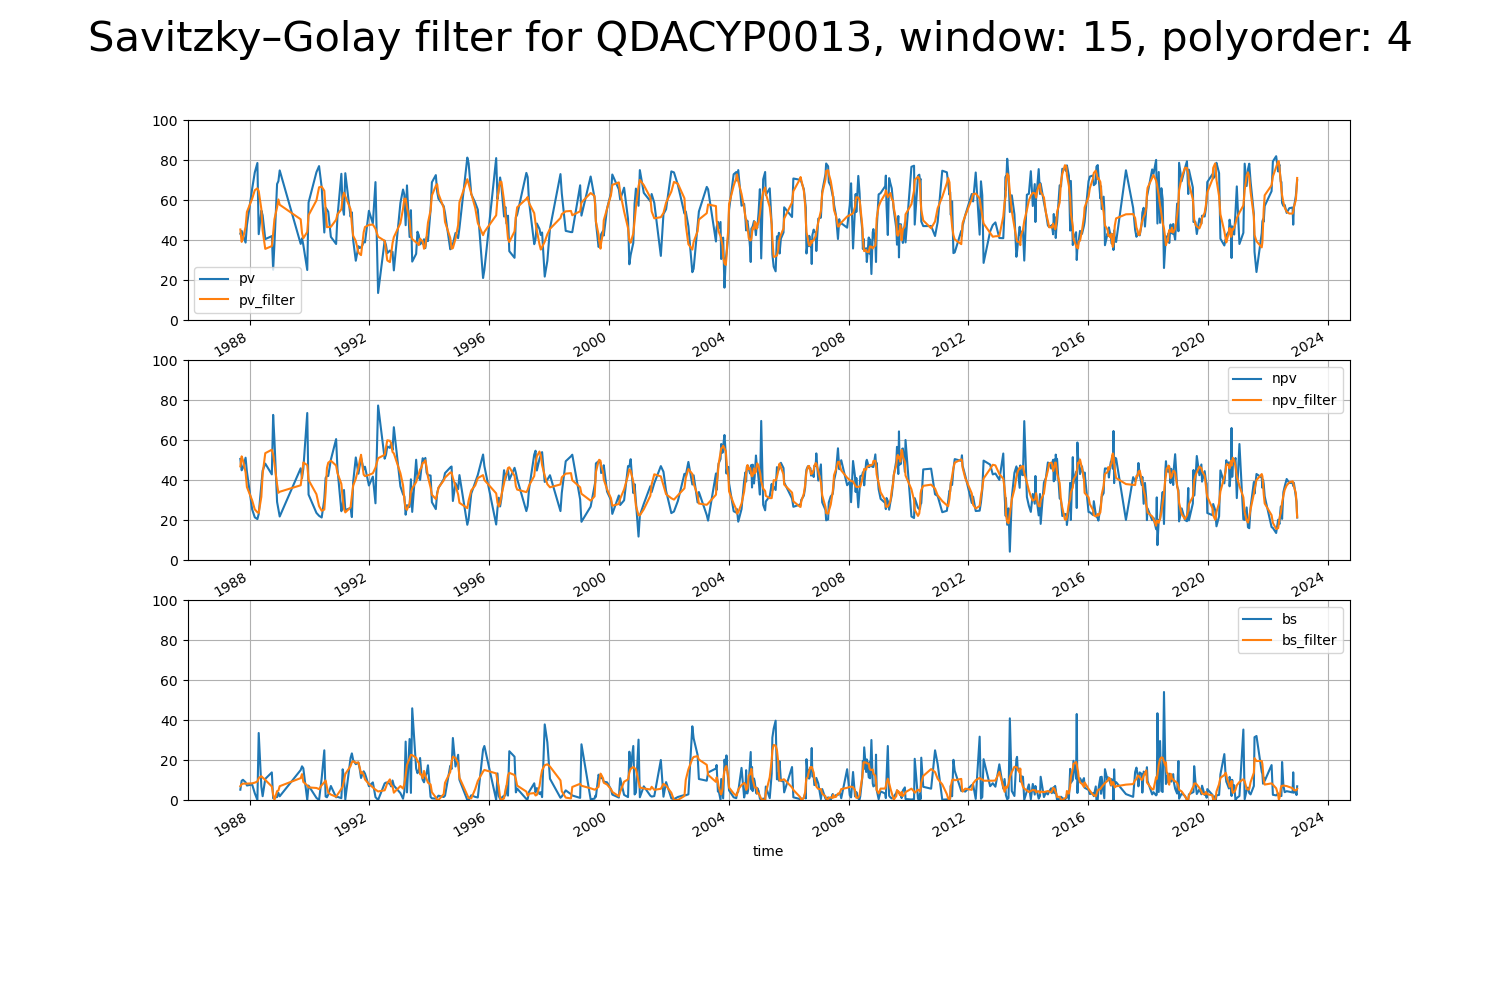 Savitzky–Golay filter for QDACYP0013, window: 15, polyorder: 4
100
80
60
40
20
0
pv
pv_filter
1988 1992 1996 2000 2004 2008 2012 2016 2020 2024
100
80
60
40
20
0
npv
npv_filter
1988 1992 1996 2000 2004 2008 2012 2016 2020 2024
100
80
60
40
20
0
bs
bs_filter
1988 1992 1996 2000 2004 2008 2012 2016 2020 2024
time